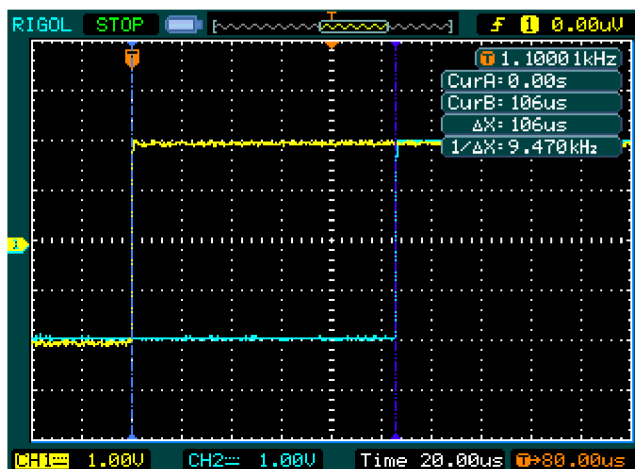 RIGOL STOP T f 1 0.00uV
T
T 1.10001kHz
CurA: 0.00s
CurB: 106us
ΔX: 106us
1/ΔX: 9.470kHz
1
CH1 1.00V CH2 1.00V Time 20.00us T→80.00us